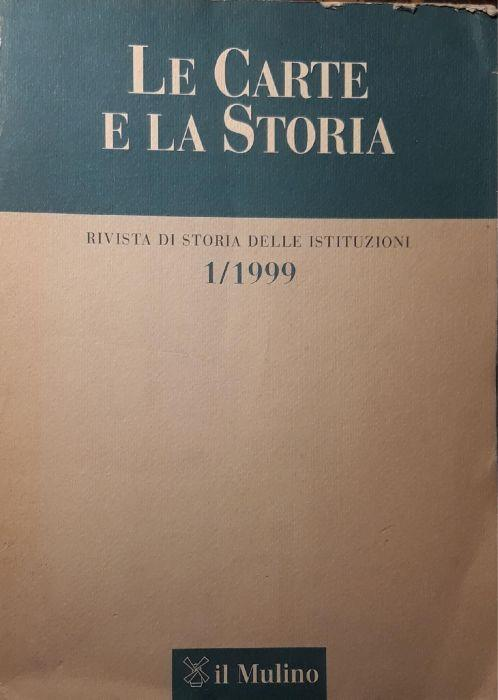 LE CARTE
E LA STORIA
RIVISTA DI STORIA DELLE ISTITUZIONI
1/1999
il Mulino